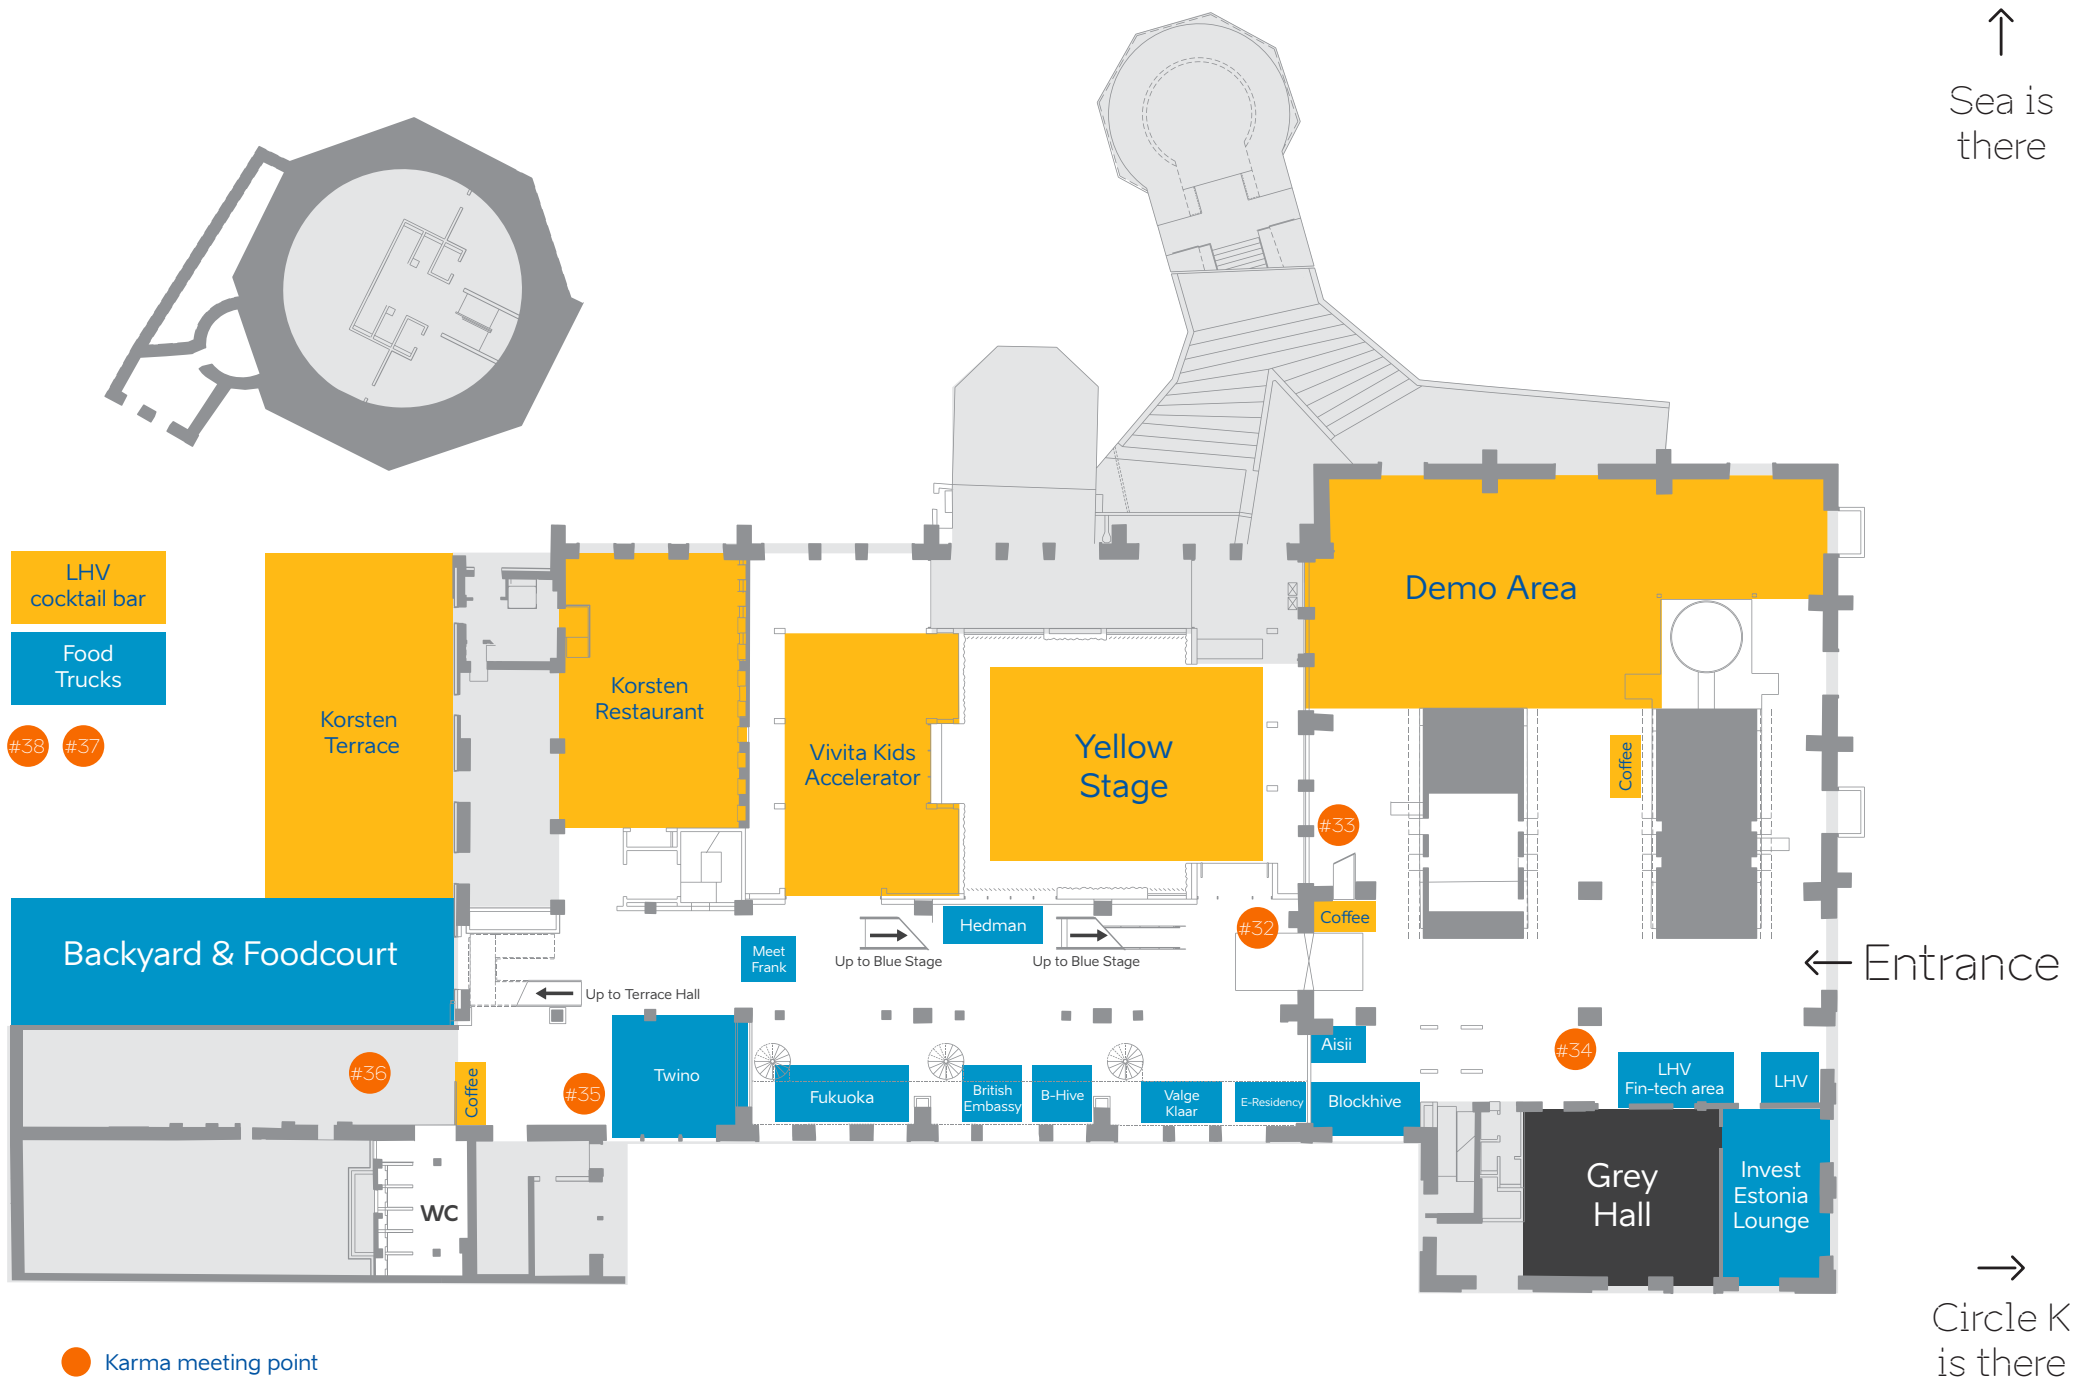 Sea is
there
LHV
cocktail bar
Food
Trucks
#38
#37
Korsten
Terrace
Korsten
Restaurant
Vivita Kids
Accelerator
Yellow
Stage
Demo Area
Coffee
#33
Backyard & Foodcourt
Meet
Frank
Up to Blue Stage
Hedman
Up to Blue Stage
#32
Coffee
Entrance
Up to Terrace Hall
#36
Coffee
#35
Twino
Fukuoka
British
Embassy
B-Hive
Valge
Klaar
E-Residency
Aisii
Blockhive
#34
LHV
Fin-tech area
LHV
WC
Grey
Hall
Invest
Estonia
Lounge
Circle K
is there
Karma meeting point